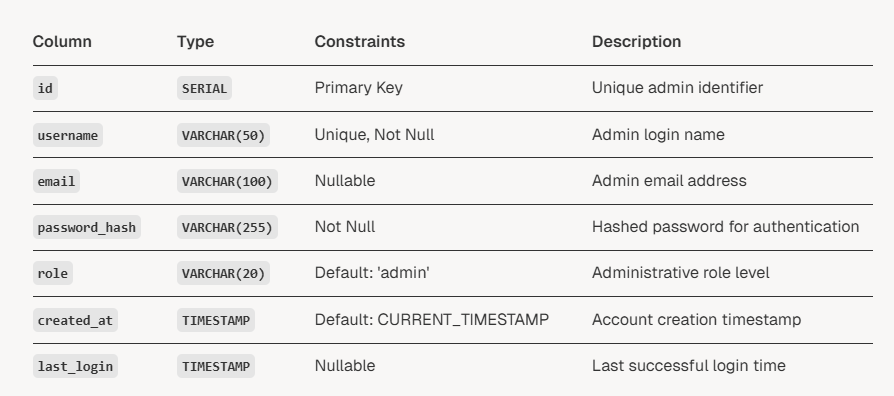 Column Type Constraints Description
id SERIAL Primary Key Unique admin identifier
username VARCHAR(50) Unique, Not Null Admin login name
email VARCHAR(100) Nullable Admin email address
password_hash VARCHAR(255) Not Null Hashed password for authentication
role VARCHAR(20) Default: 'admin' Administrative role level
created_at TIMESTAMP Default: CURRENT_TIMESTAMP Account creation timestamp
last_login TIMESTAMP Nullable Last successful login time